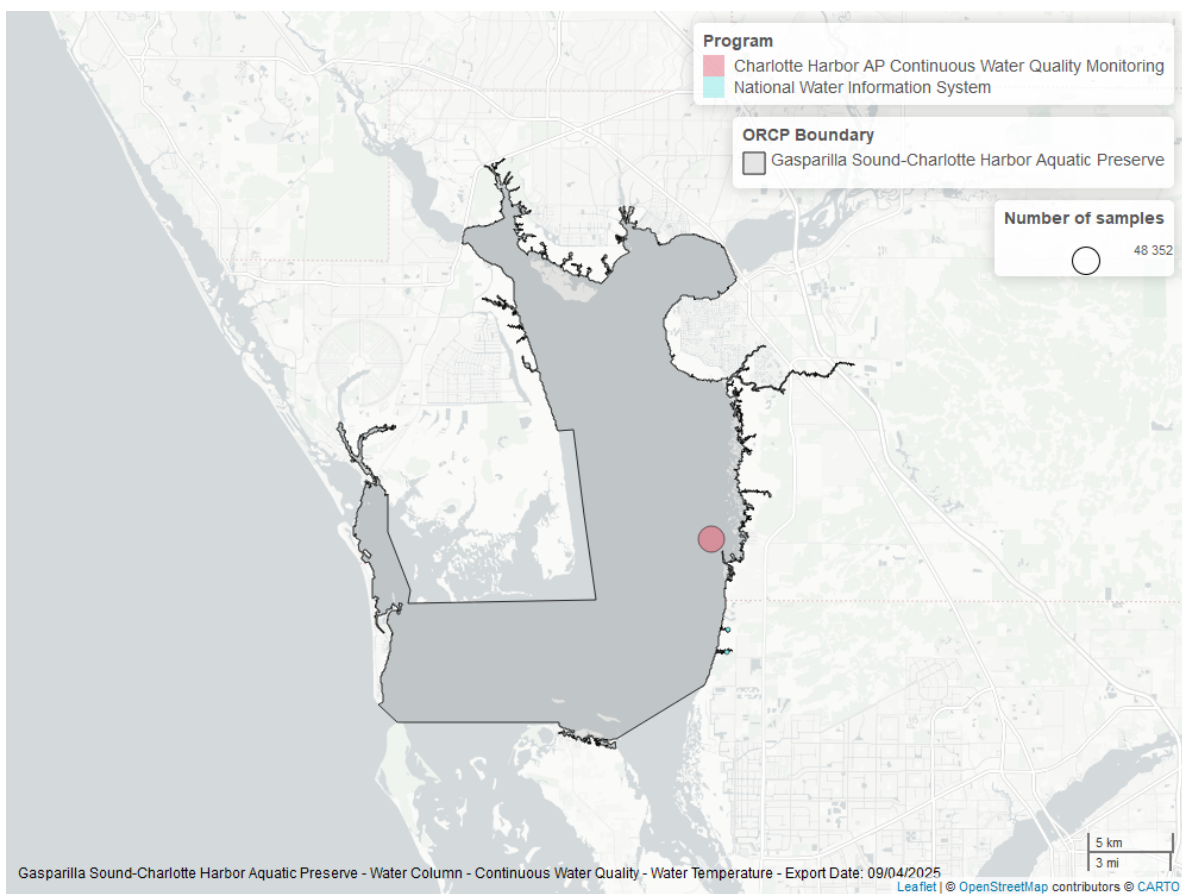 Program
Charlotte Harbor AP Continuous Water Quality Monitoring
National Water Information System
ORCP Boundary
Gasparilla Sound-Charlotte Harbor Aquatic Preserve
Number of samples
48 352
5 km
3 mi
Gasparilla Sound-Charlotte Harbor Aquatic Preserve - Water Column - Continuous Water Quality - Water Temperature - Export Date: 09/04/2025
Leaflet | © OpenStreetMap contributors © CARTO